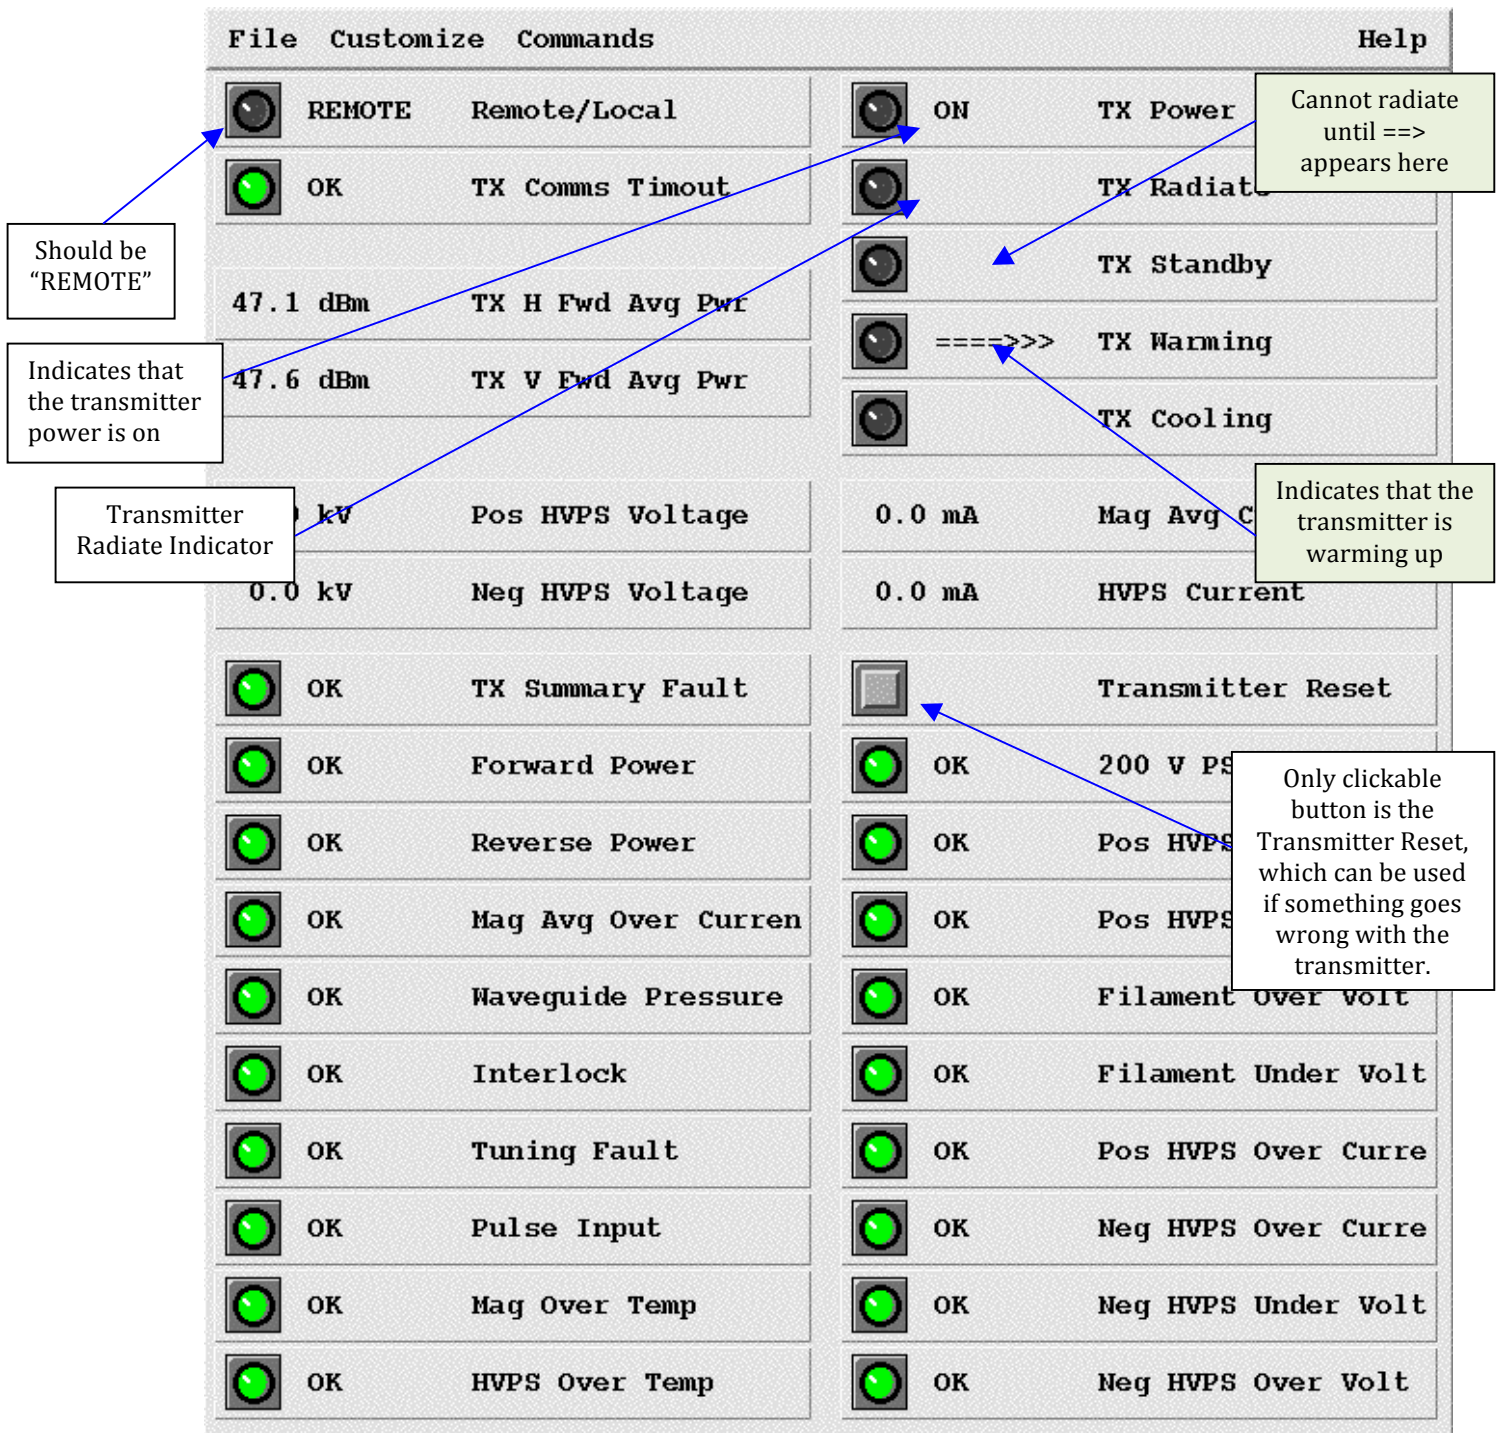 File Customize Commands Help
REMOTE Remote/Local
ON TX Power
Cannot radiate
until ==>
appears here
OK TX Comms Timout
TX Radiate
Should be
“REMOTE”
TX Standby
47.1 dBm TX H Fwd Avg Pwr
====>>> TX Warming
Indicates that
the transmitter
power is on
47.6 dBm TX V Fwd Avg Pwr
TX Cooling
Transmitter
Radiate Indicator
kV Pos HVPS Voltage
0.0 mA Mag Avg
Indicates that the
transmitter is
warming up
0.0 kV Neg HVPS Voltage
0.0 mA HVPS Current
OK TX Summary Fault
Transmitter Reset
OK Forward Power
OK 200 V PS
Only clickable
button is the
Transmitter Reset,
which can be used
if something goes
wrong with the
transmitter.
OK Reverse Power
OK Pos HVPS
OK Mag Avg Over Curren
OK Pos HVPS
OK Waveguide Pressure
OK Filament Over Volt
OK Interlock
OK Filament Under Volt
OK Tuning Fault
OK Pos HVPS Over Curre
OK Pulse Input
OK Neg HVPS Over Curre
OK Mag Over Temp
OK Neg HVPS Under Volt
OK HVPS Over Temp
OK Neg HVPS Over Volt